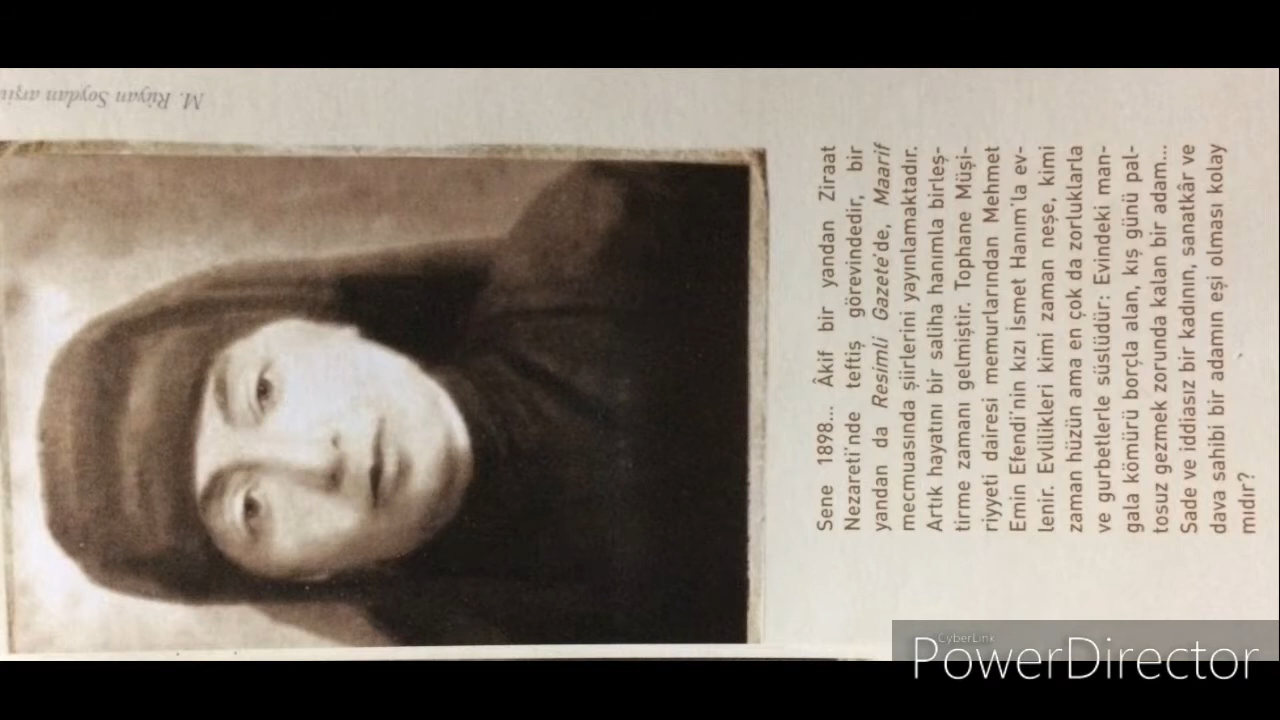 M. Rûyan Soydan
Sene 1898... Âkif bir yandan Ziraat
Nezareti'nde teftiş görevindedir, bir
yandan da Resimli Gazete'de, Maarif
mecmuasında şiirlerini yayınlamaktadır.
Artık hayatını bir saliha hanımla birleş-
tirme zamanı gelmiştir. Tophane Müşi-
riyyeti dairesi memurlarından Mehmet
Emin Efendi'nin kızı İsmet Hanım'la ev-
lenir. Evlilikleri kimi zaman neşe, kimi
zaman hüzün ama en çok da zorluklarla
ve gurbetlerle süslüdür: Evindeki man-
gala kömürü borçla alan, kış günü pal-
tosuz gezmek zorunda kalan bir adam...
Sade ve iddiasız bir kadının, sanatkâr ve
dava sahibi bir adamın eşi olması kolay
mıdır?
CyberLink
PowerDirector